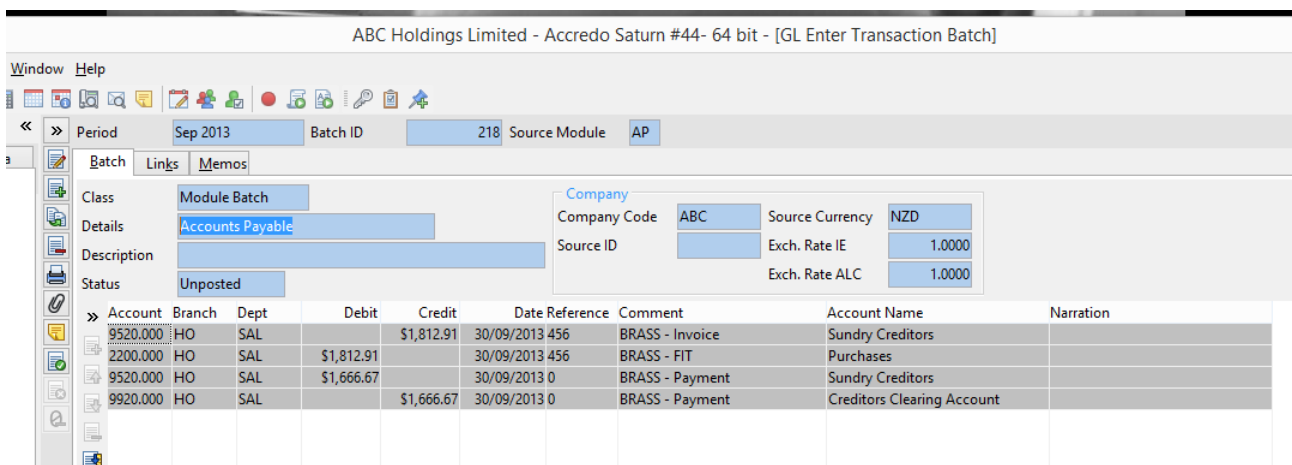 ABC Holdings Limited - Accredo Saturn #44- 64 bit - [GL Enter Transaction Batch]
Window Help
Period Sep 2013 Batch ID 218 Source Module AP
Batch Links Memos
Class Module Batch
Details Accounts Payable
Description
Status Unposted
Company
Company Code ABC Source Currency NZD
Source ID Exch. Rate IE 1.0000
Exch. Rate ALC 1.0000
Account Branch Dept Debit Credit Date Reference Comment Account Name Narration
9520.000 HO SAL $1,812.91 30/09/2013 456 BRASS - Invoice Sundry Creditors
2200.000 HO SAL $1,812.91 30/09/2013 456 BRASS - FIT Purchases
9520.000 HO SAL $1,666.67 30/09/2013 0 BRASS - Payment Sundry Creditors
9920.000 HO SAL $1,666.67 30/09/2013 0 BRASS - Payment Creditors Clearing Account